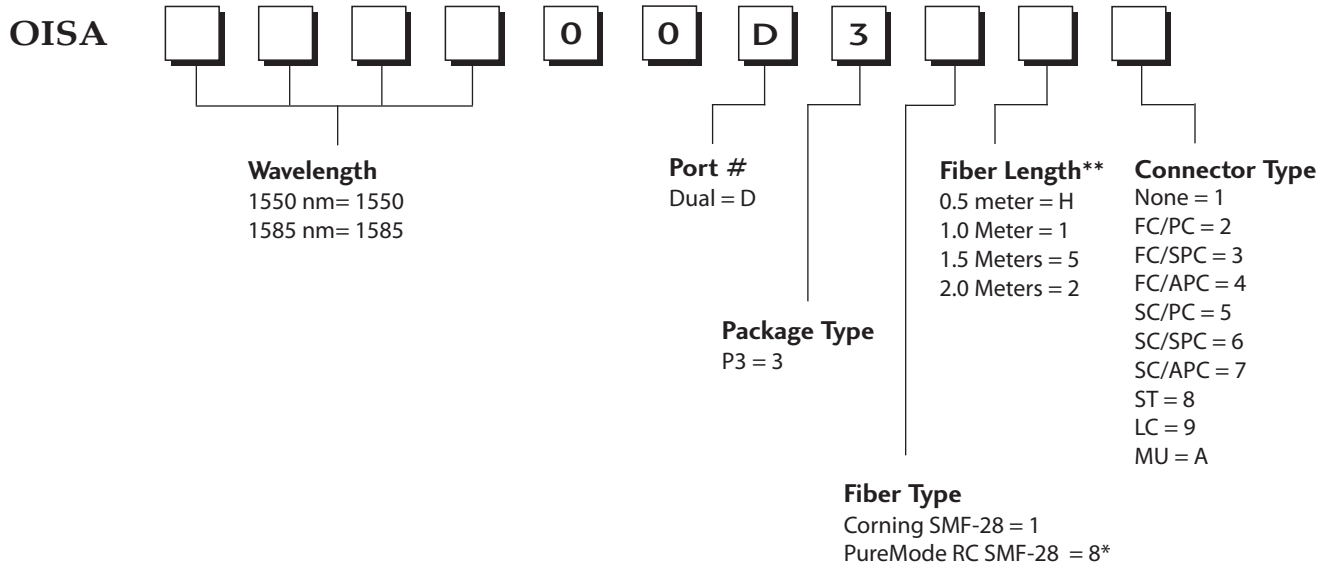 OISA 0 0 D 3
Wavelength
1550 nm= 1550
1585 nm= 1585
Port #
Dual = D
Package Type
P3 = 3
Fiber Type
Corning SMF-28 = 1
PureMode RC SMF-28 = 8*
Fiber Length**
0.5 meter = H
1.0 Meter = 1
1.5 Meters = 5
2.0 Meters = 2
Connector Type
None = 1
FC/PC = 2
FC/SPC = 3
FC/APC = 4
SC/PC = 5
SC/SPC = 6
SC/APC = 7
ST = 8
LC = 9
MU = A